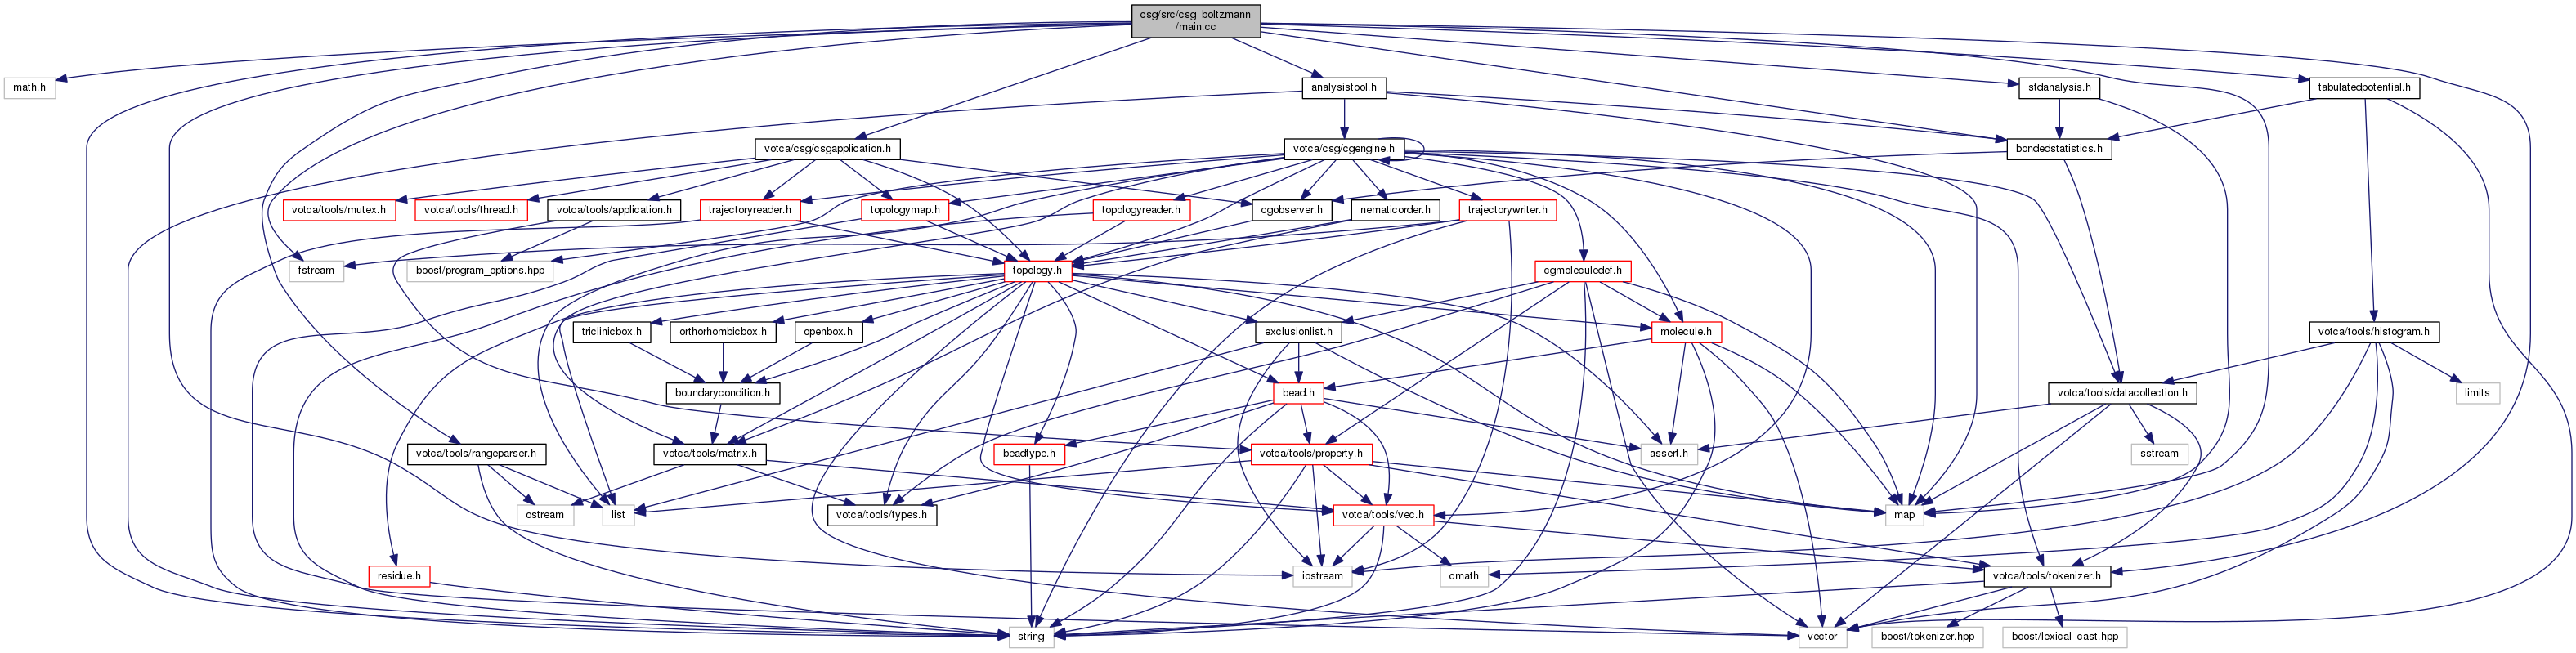 csg/src/csg_boltzmann
/main.cc
math.h
analysistool.h
stdanalysis.h
tabulatedpotential.h
votca/csg/csgapplication.h
votca/csg/cgengine.h
bondedstatistics.h
votca/tools/mutex.h
votca/tools/thread.h
votca/tools/application.h
trajectoryreader.h
topologymap.h
topologyreader.h
cgobserver.h
nematicorder.h
trajectorywriter.h
fstream
boost/program_options.hpp
topology.h
cgmoleculedef.h
triclinicbox.h
orthorhombicbox.h
openbox.h
exclusionlist.h
molecule.h
votca/tools/histogram.h
boundarycondition.h
bead.h
votca/tools/datacollection.h
limits
votca/tools/rangeparser.h
votca/tools/matrix.h
beadtype.h
votca/tools/property.h
assert.h
sstream
ostream
list
votca/tools/types.h
votca/tools/vec.h
map
residue.h
iostream
cmath
votca/tools/tokenizer.h
string
vector
boost/tokenizer.hpp
boost/lexical_cast.hpp